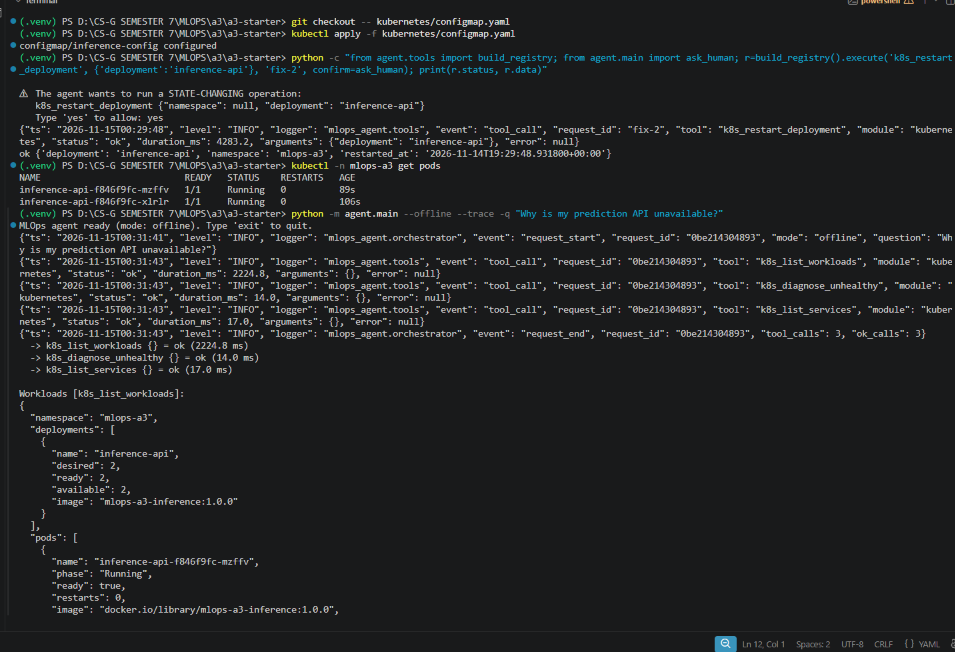 Terminal
powershell
(.venv) PS D:\CS-G SEMESTER 7\MLOPS\a3\a3-starter> git checkout -- kubernetes/configmap.yaml
(.venv) PS D:\CS-G SEMESTER 7\MLOPS\a3\a3-starter> kubectl apply -f kubernetes/configmap.yaml
configmap/inference-config configured
(.venv) PS D:\CS-G SEMESTER 7\MLOPS\a3\a3-starter> python -c "from agent.tools import build_registry; from agent.main import ask_human; r=build_registry().execute('k8s_restart
_deployment', {'deployment':'inference-api'}, 'fix-2', confirm=ask_human); print(r.status, r.data)"
⚠ The agent wants to run a STATE-CHANGING operation:
k8s_restart_deployment {"namespace": null, "deployment": "inference-api"}
Type 'yes' to allow: yes
{"ts": "2026-11-15T00:29:48", "level": "INFO", "logger": "mlops_agent.tools", "event": "tool_call", "request_id": "fix-2", "tool": "k8s_restart_deployment", "module": "kuberne
tes", "status": "ok", "duration_ms": 4283.2, "arguments": {"deployment": "inference-api"}, "error": null}
ok {'deployment': 'inference-api', 'namespace': 'mlops-a3', 'restarted_at': '2026-11-14T19:29:48.931800+00:00'}
(.venv) PS D:\CS-G SEMESTER 7\MLOPS\a3\a3-starter> kubectl -n mlops-a3 get pods
NAME READY STATUS RESTARTS AGE
inference-api-f846f9fc-mzffv 1/1 Running 0 89s
inference-api-f846f9fc-xlrlr 1/1 Running 0 106s
(.venv) PS D:\CS-G SEMESTER 7\MLOPS\a3\a3-starter> python -m agent.main --offline --trace -q "Why is my prediction API unavailable?"
MLOps agent ready (mode: offline). Type 'exit' to quit.
{"ts": "2026-11-15T00:31:41", "level": "INFO", "logger": "mlops_agent.orchestrator", "event": "request_start", "request_id": "0be214304893", "mode": "offline", "question": "Wh
y is my prediction API unavailable?"}
{"ts": "2026-11-15T00:31:43", "level": "INFO", "logger": "mlops_agent.tools", "event": "tool_call", "request_id": "0be214304893", "tool": "k8s_list_workloads", "module": "kube
rnetes", "status": "ok", "duration_ms": 2224.8, "arguments": {}, "error": null}
{"ts": "2026-11-15T00:31:43", "level": "INFO", "logger": "mlops_agent.tools", "event": "tool_call", "request_id": "0be214304893", "tool": "k8s_diagnose_unhealthy", "module": "
kubernetes", "status": "ok", "duration_ms": 14.0, "arguments": {}, "error": null}
{"ts": "2026-11-15T00:31:43", "level": "INFO", "logger": "mlops_agent.tools", "event": "tool_call", "request_id": "0be214304893", "tool": "k8s_list_services", "module": "kuber
netes", "status": "ok", "duration_ms": 17.0, "arguments": {}, "error": null}
{"ts": "2026-11-15T00:31:43", "level": "INFO", "logger": "mlops_agent.orchestrator", "event": "request_end", "request_id": "0be214304893", "tool_calls": 3, "ok_calls": 3}
-> k8s_list_workloads {} = ok (2224.8 ms)
-> k8s_diagnose_unhealthy {} = ok (14.0 ms)
-> k8s_list_services {} = ok (17.0 ms)
Workloads [k8s_list_workloads]:
{
"namespace": "mlops-a3",
"deployments": [
{
"name": "inference-api",
"desired": 2,
"ready": 2,
"available": 2,
"image": "mlops-a3-inference:1.0.0"
}
],
"pods": [
{
"name": "inference-api-f846f9fc-mzffv",
"phase": "Running",
"ready": true,
"restarts": 0,
"image": "docker.io/library/mlops-a3-inference:1.0.0",
Ln 12, Col 1 Spaces: 2 UTF-8 CRLF {} YAML